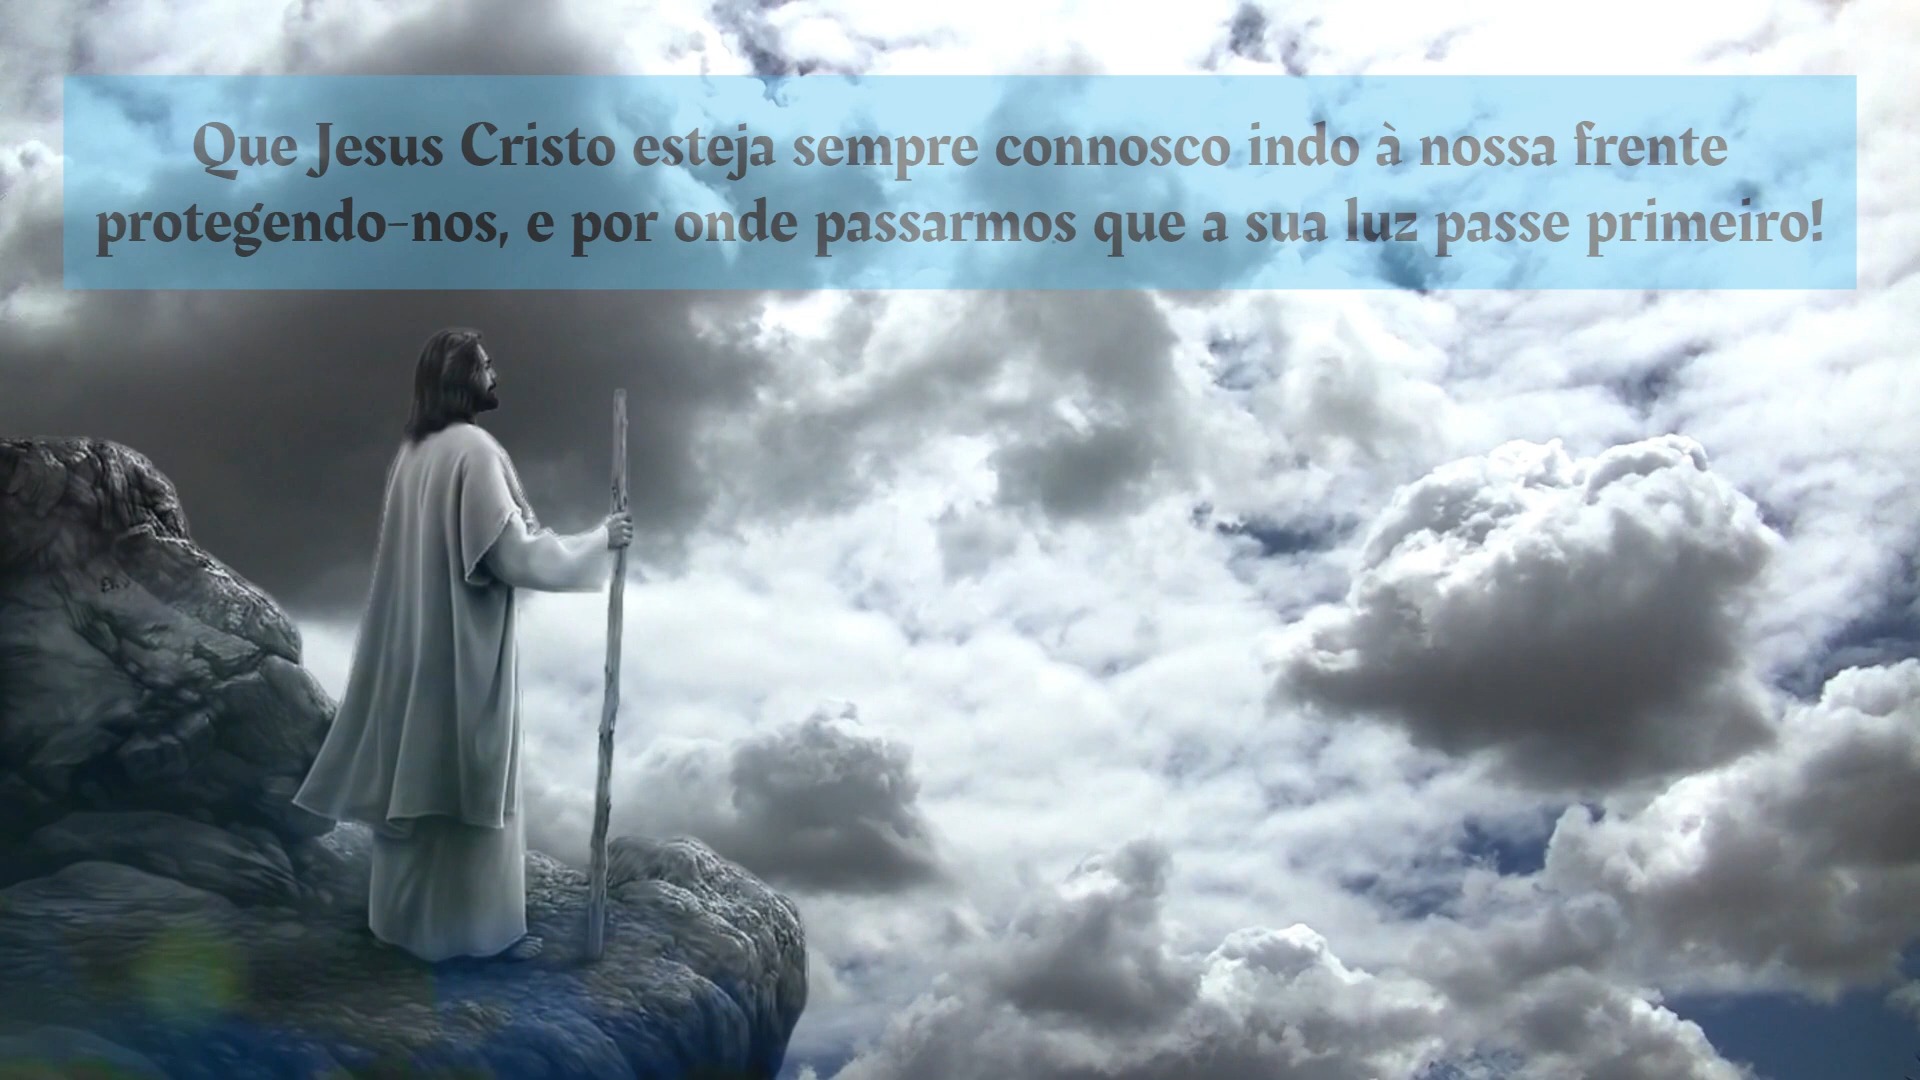 Que Jesus Cristo esteja sempre connosco indo à nossa frente
protegendo-nos, e por onde passarmos que a sua luz passe primeiro!